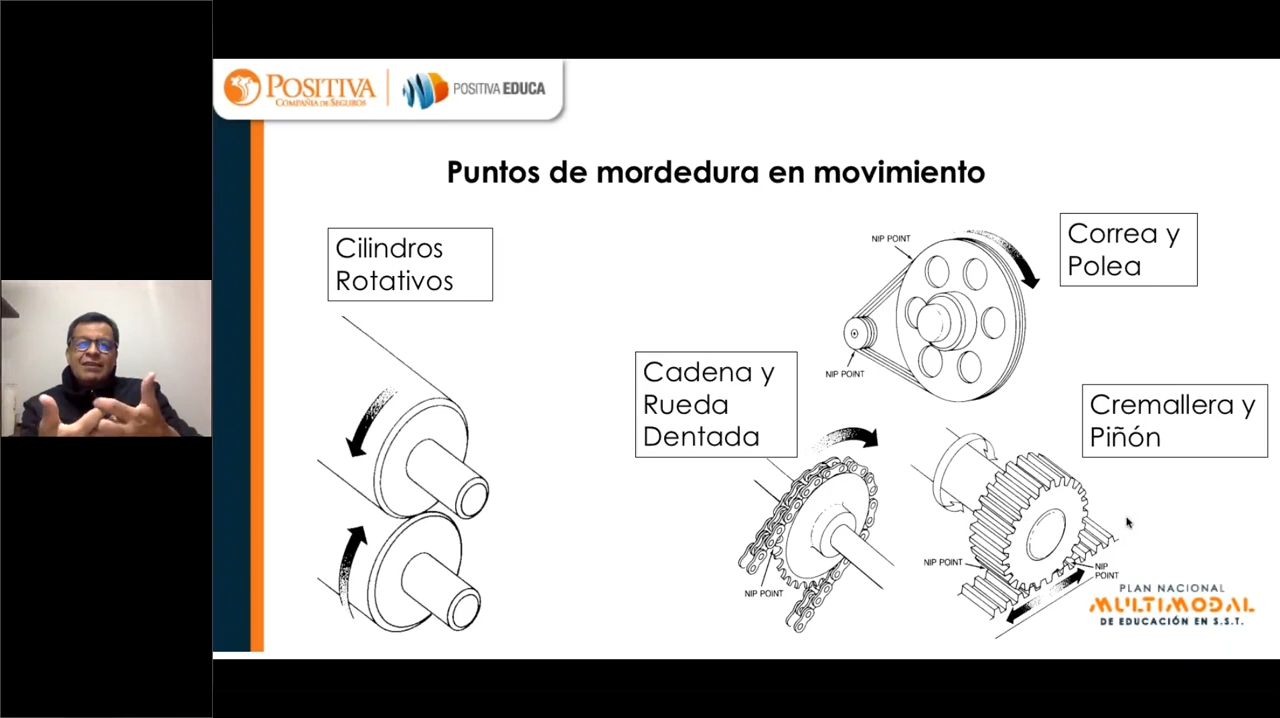 POSITIVA
COMPAÑÍA DE SEGUROS
POSITIVA EDUCA
Puntos de mordedura en movimiento
Cilindros
Rotativos
NIP POINT
NIP POINT
Correa y
Polea
Cadena y
Rueda
Dentada
NIP POINT
Cremallera y
Piñón
NIP POINT
NIP
POINT
PLAN NACIONAL
MULTIMODAL
DE EDUCACIÓN EN S.S.T.